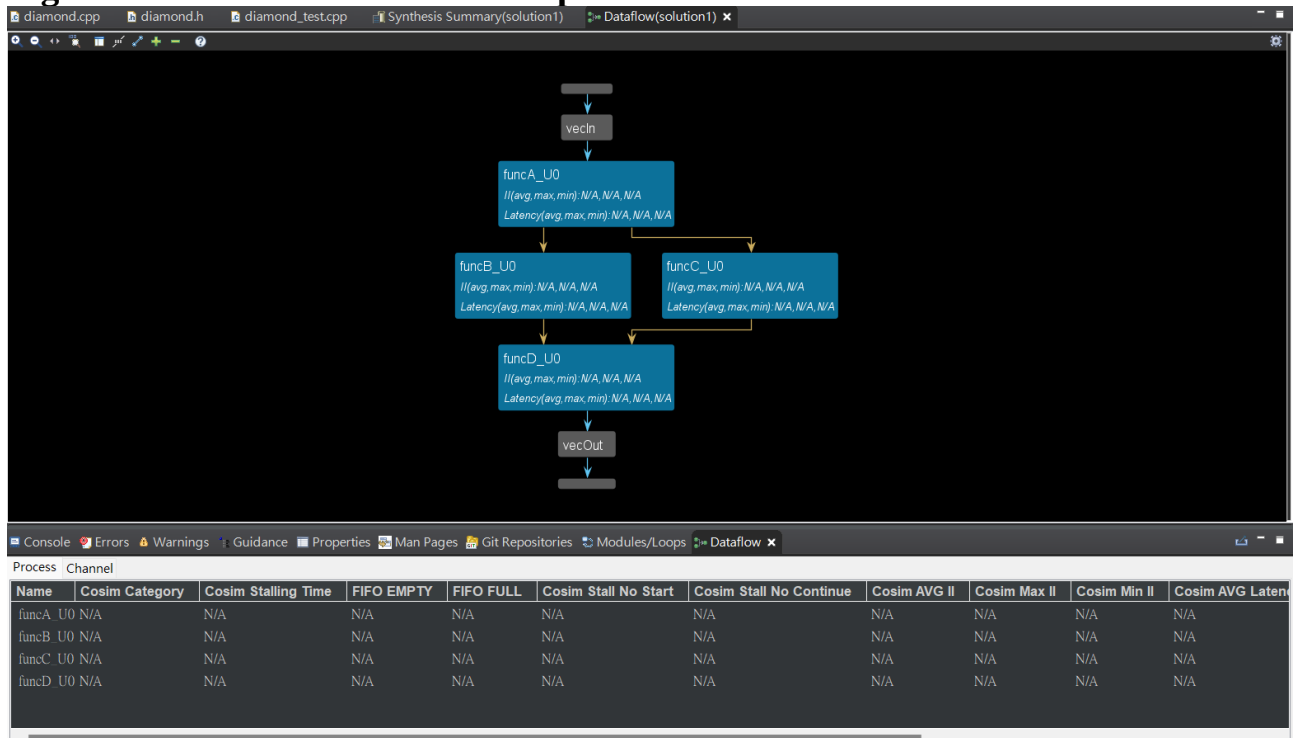 diamond.cpp diamond.h diamond_test.cpp Synthesis Summary(solution1) Dataflow(solution1)
vecIn
funcA_U0
II(avg,max,min):N/A,N/A,N/A
Latency(avg,max,min):N/A,N/A,N/A
funcB_U0
II(avg,max,min):N/A,N/A,N/A
Latency(avg,max,min):N/A,N/A,N/A
funcC_U0
II(avg,max,min):N/A,N/A,N/A
Latency(avg,max,min):N/A,N/A,N/A
funcD_U0
II(avg,max,min):N/A,N/A,N/A
Latency(avg,max,min):N/A,N/A,N/A
vecOut
Console Errors Warnings Guidance Properties Man Pages Git Repositories Modules/Loops Dataflow
Process Channel
Name Cosim Category Cosim Stalling Time FIFO EMPTY FIFO FULL Cosim Stall No Start Cosim Stall No Continue Cosim AVG II Cosim Max II Cosim Min II Cosim AVG Laten
funcA_U0 N/A N/A N/A N/A N/A N/A N/A N/A N/A N/A
funcB_U0 N/A N/A N/A N/A N/A N/A N/A N/A N/A N/A
funcC_U0 N/A N/A N/A N/A N/A N/A N/A N/A N/A N/A
funcD_U0 N/A N/A N/A N/A N/A N/A N/A N/A N/A N/A